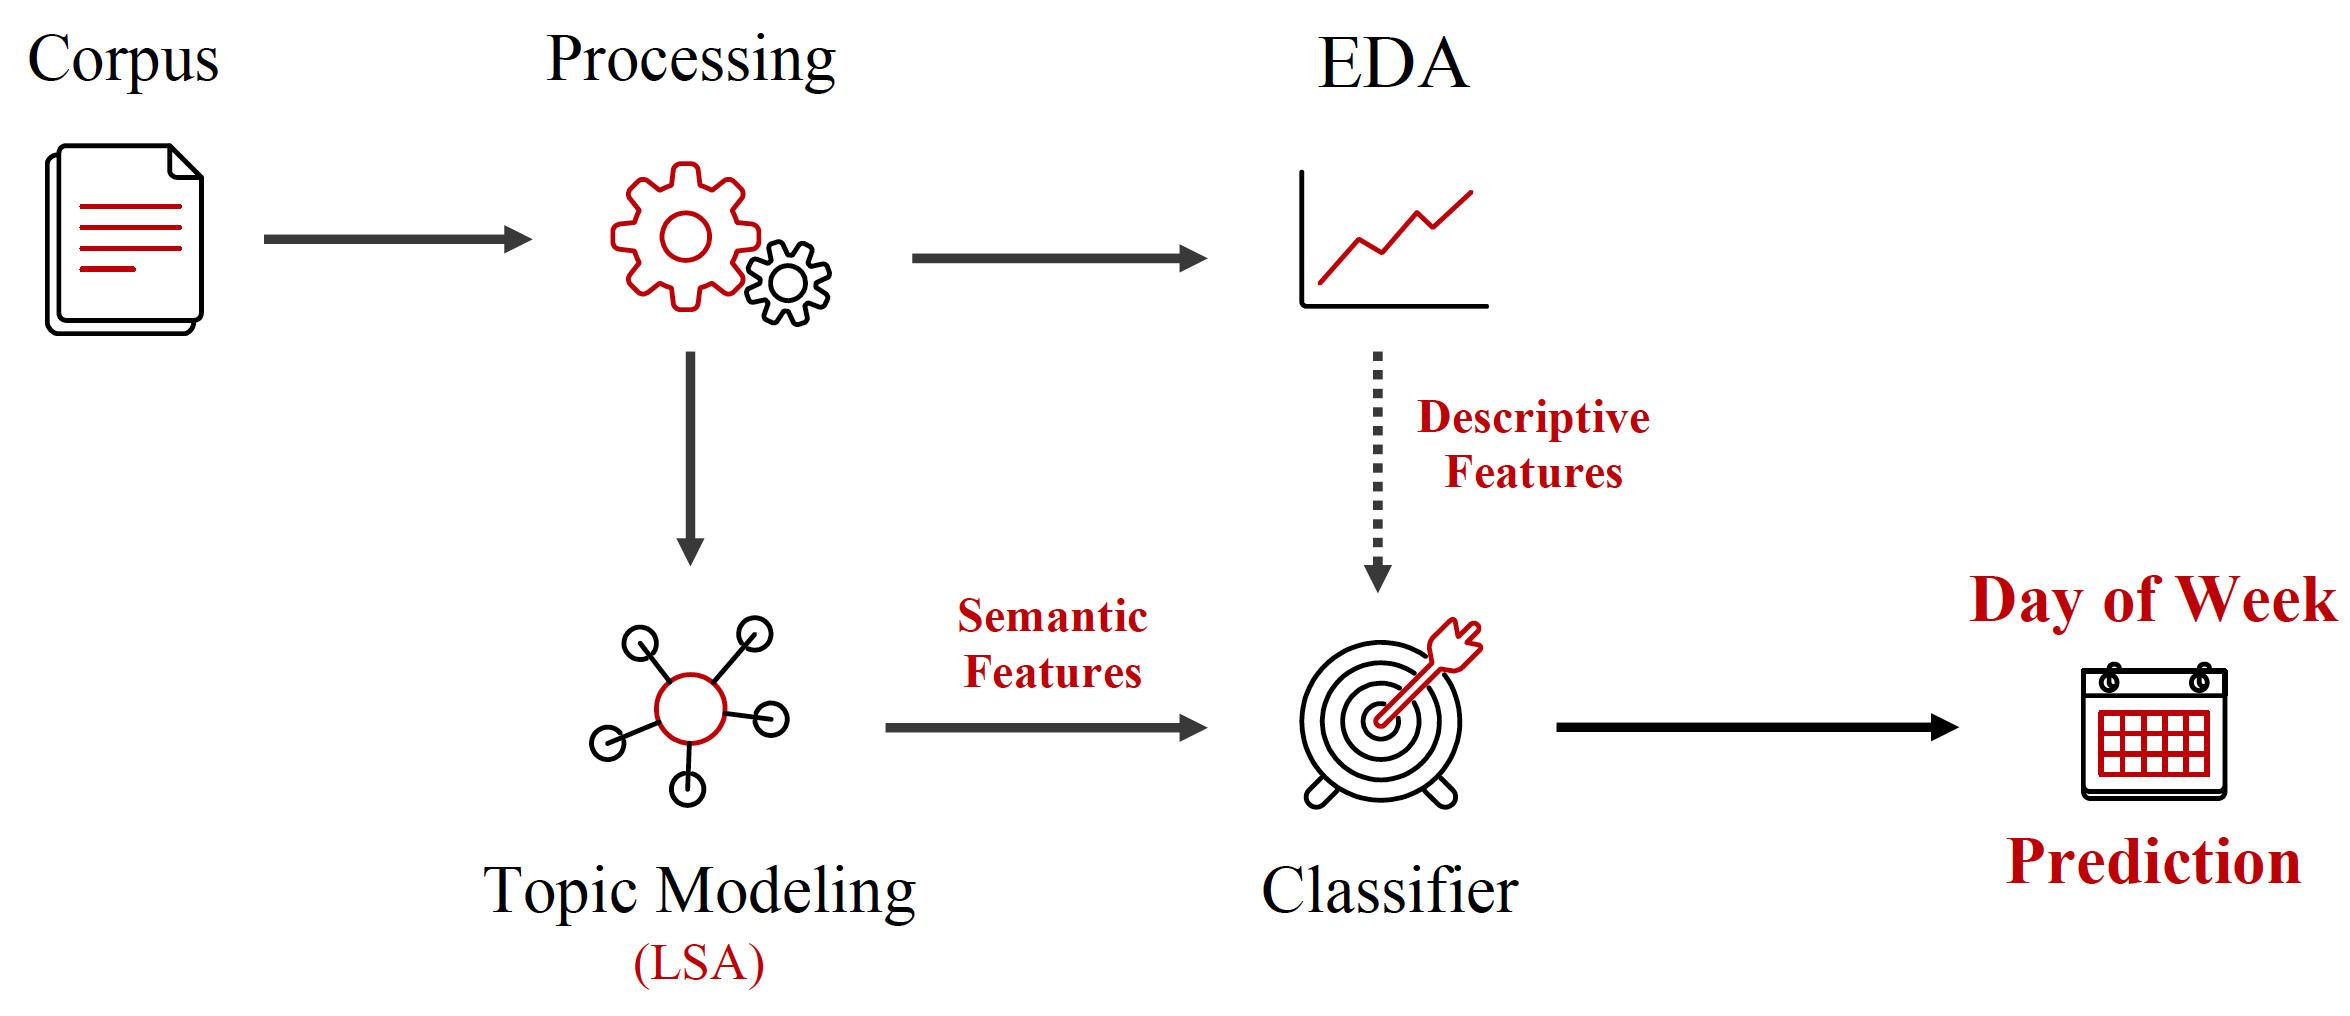 Corpus
Processing
EDA
Descriptive
Features
Semantic
Features
Day of Week
Prediction
Topic Modeling
(LSA)
Classifier